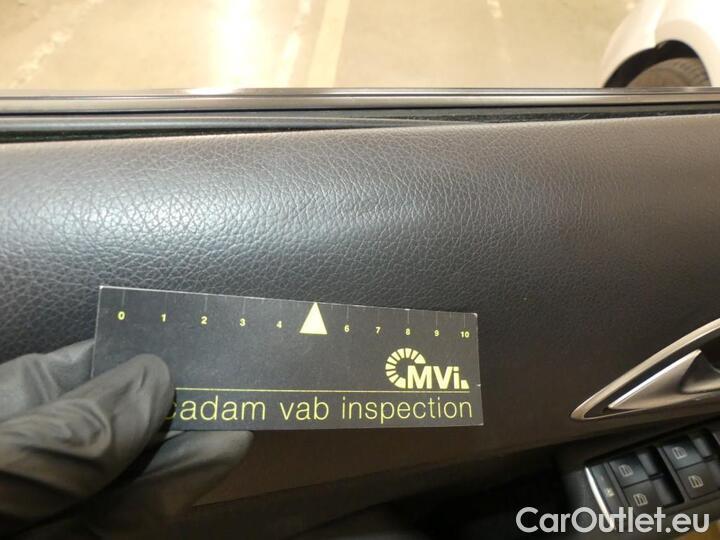 0 1 2 3 4 6 7 8 9 10
MVi.
cadam vab inspection
CarOutlet.eu